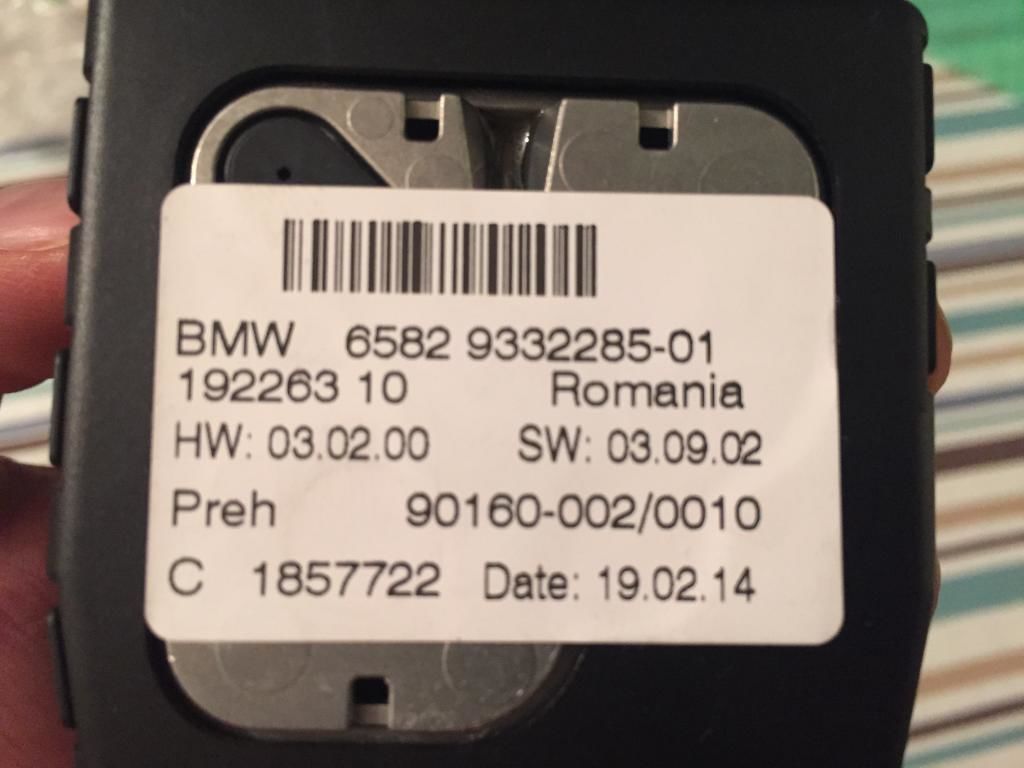 BMW 6582 9332285-01
192263 10 Romania
HW: 03.02.00 SW: 03.09.02
Preh 90160-002/0010
C 1857722 Date: 19.02.14